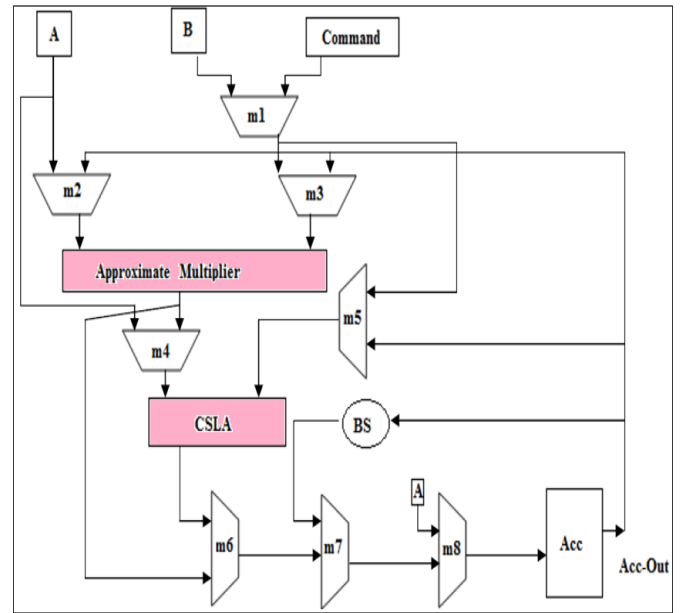 A
B
Command
m1
m2
m3
Approximate Multiplier
m5
m4
CSLA
BS
A
m6
m7
m8
Acc
Acc-Out